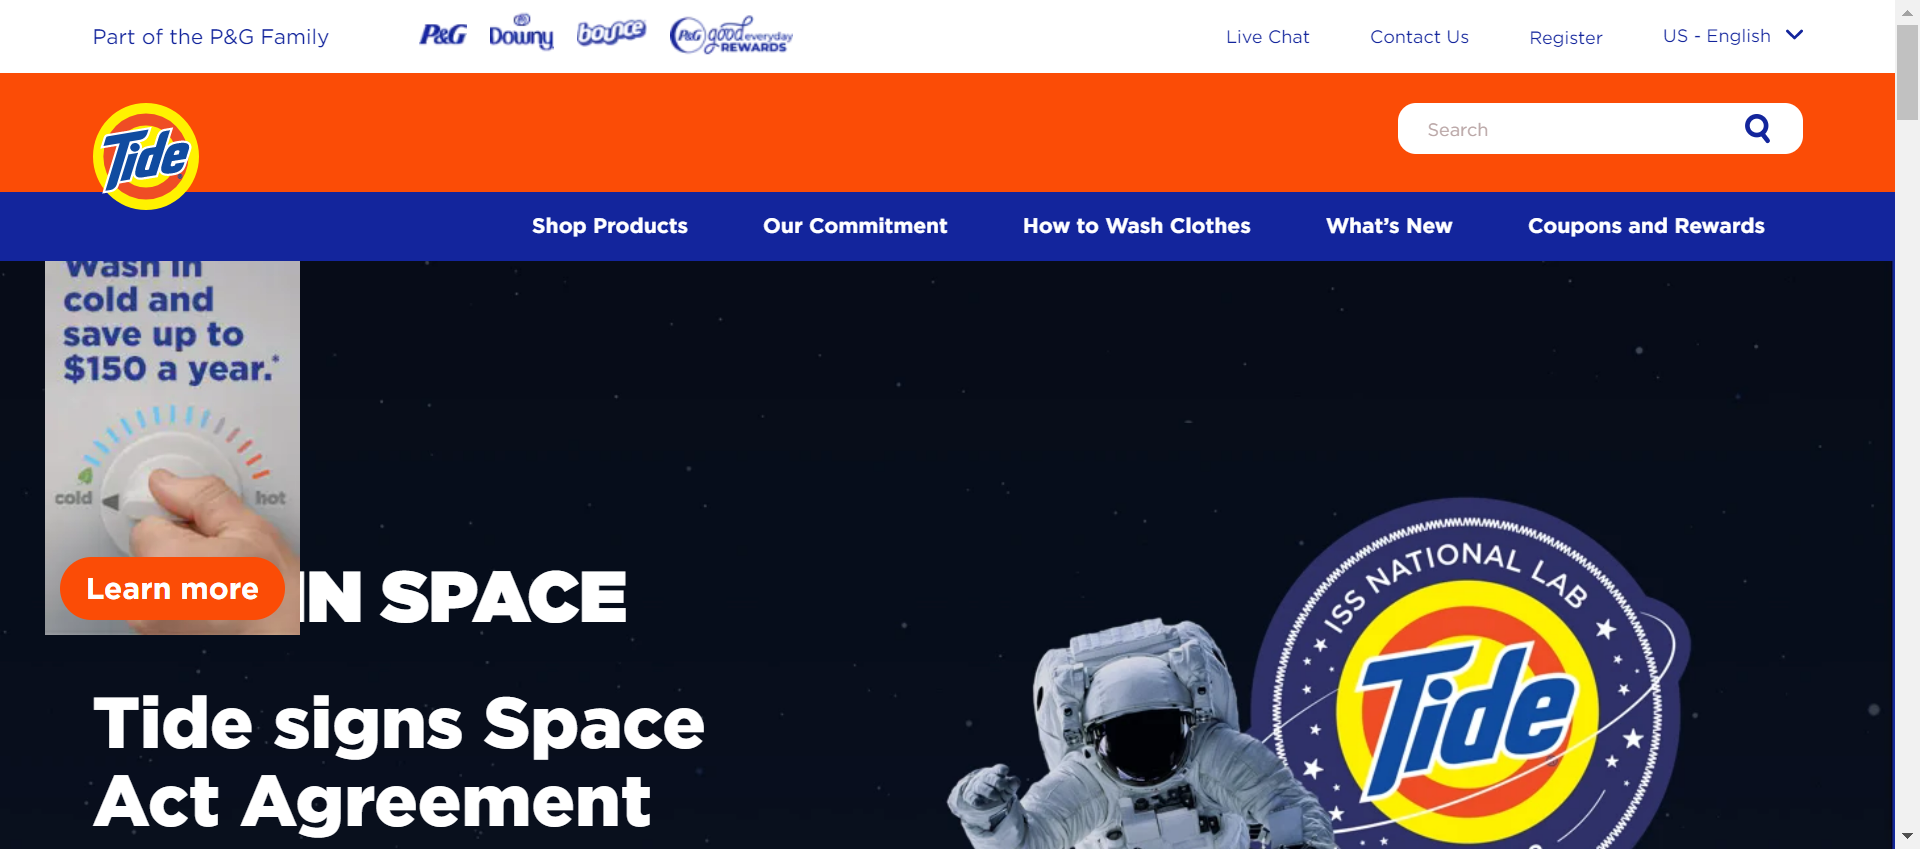 Part of the P&G Family
P&G
Downy
bounce
P&G good everyday
REWARDS
Live Chat
Contact Us
Register
US - English
Tide
Search
Shop Products
Our Commitment
How to Wash Clothes
What's New
Coupons and Rewards
Wash in
cold and
save up to
$150 a year.*
cold
hot
Learn more
IN SPACE
Tide signs Space
Act Agreement
ISS NATIONAL LAB
Tide